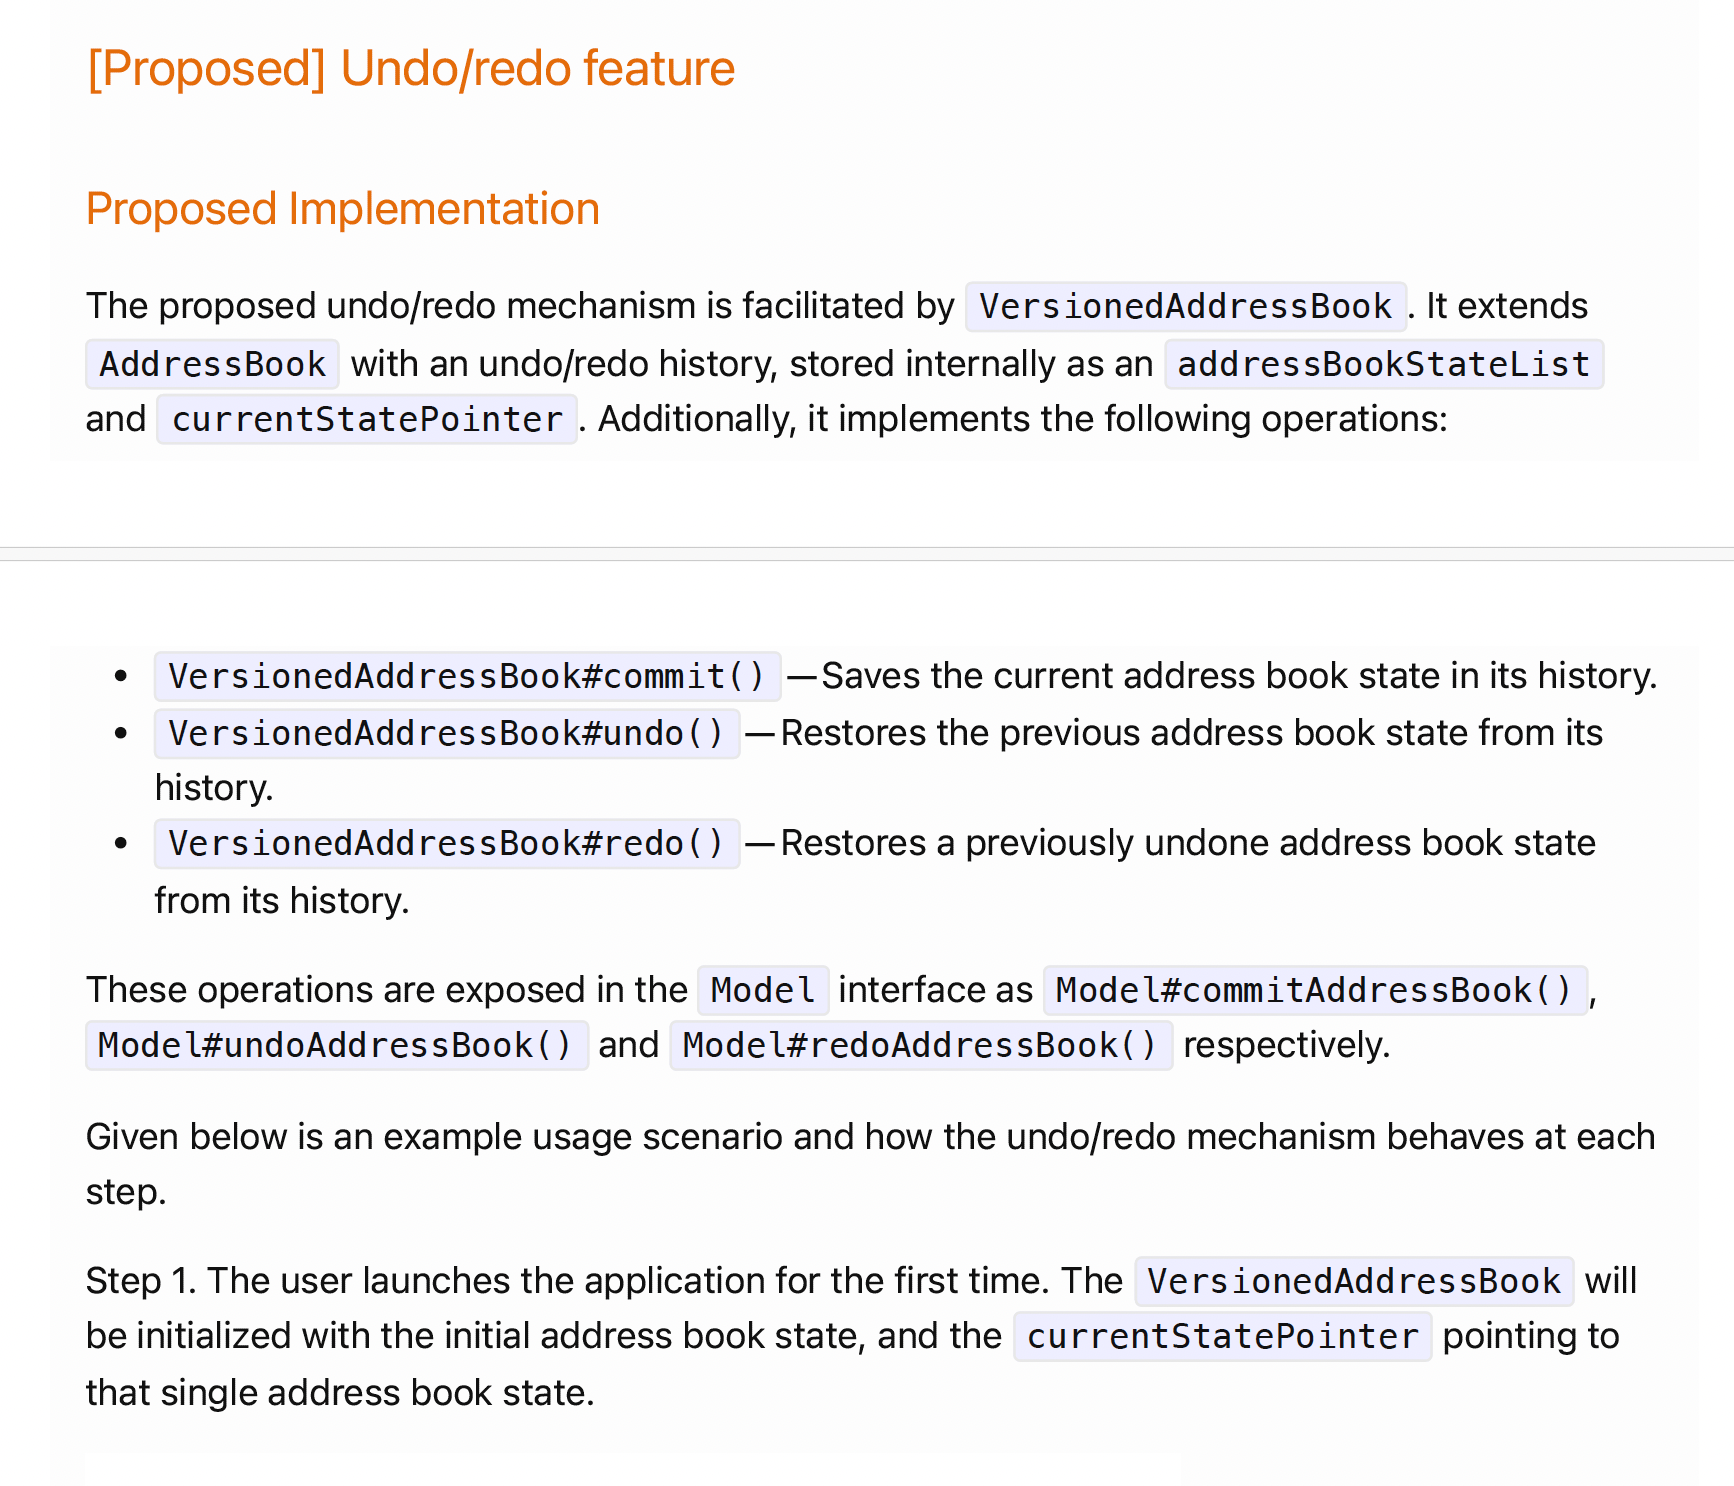 [Proposed] Undo/redo feature
Proposed Implementation
The proposed undo/redo mechanism is facilitated by VersionedAddressBook. It extends
AddressBook with an undo/redo history, stored internally as an addressBookStateList
and currentStatePointer. Additionally, it implements the following operations:
• VersionedAddressBook#commit() — Saves the current address book state in its history.
• VersionedAddressBook#undo() — Restores the previous address book state from its
history.
• VersionedAddressBook#redo() — Restores a previously undone address book state
from its history.
These operations are exposed in the Model interface as Model#commitAddressBook(),
Model#undoAddressBook() and Model#redoAddressBook() respectively.
Given below is an example usage scenario and how the undo/redo mechanism behaves at each
step.
Step 1. The user launches the application for the first time. The VersionedAddressBook will
be initialized with the initial address book state, and the currentStatePointer pointing to
that single address book state.